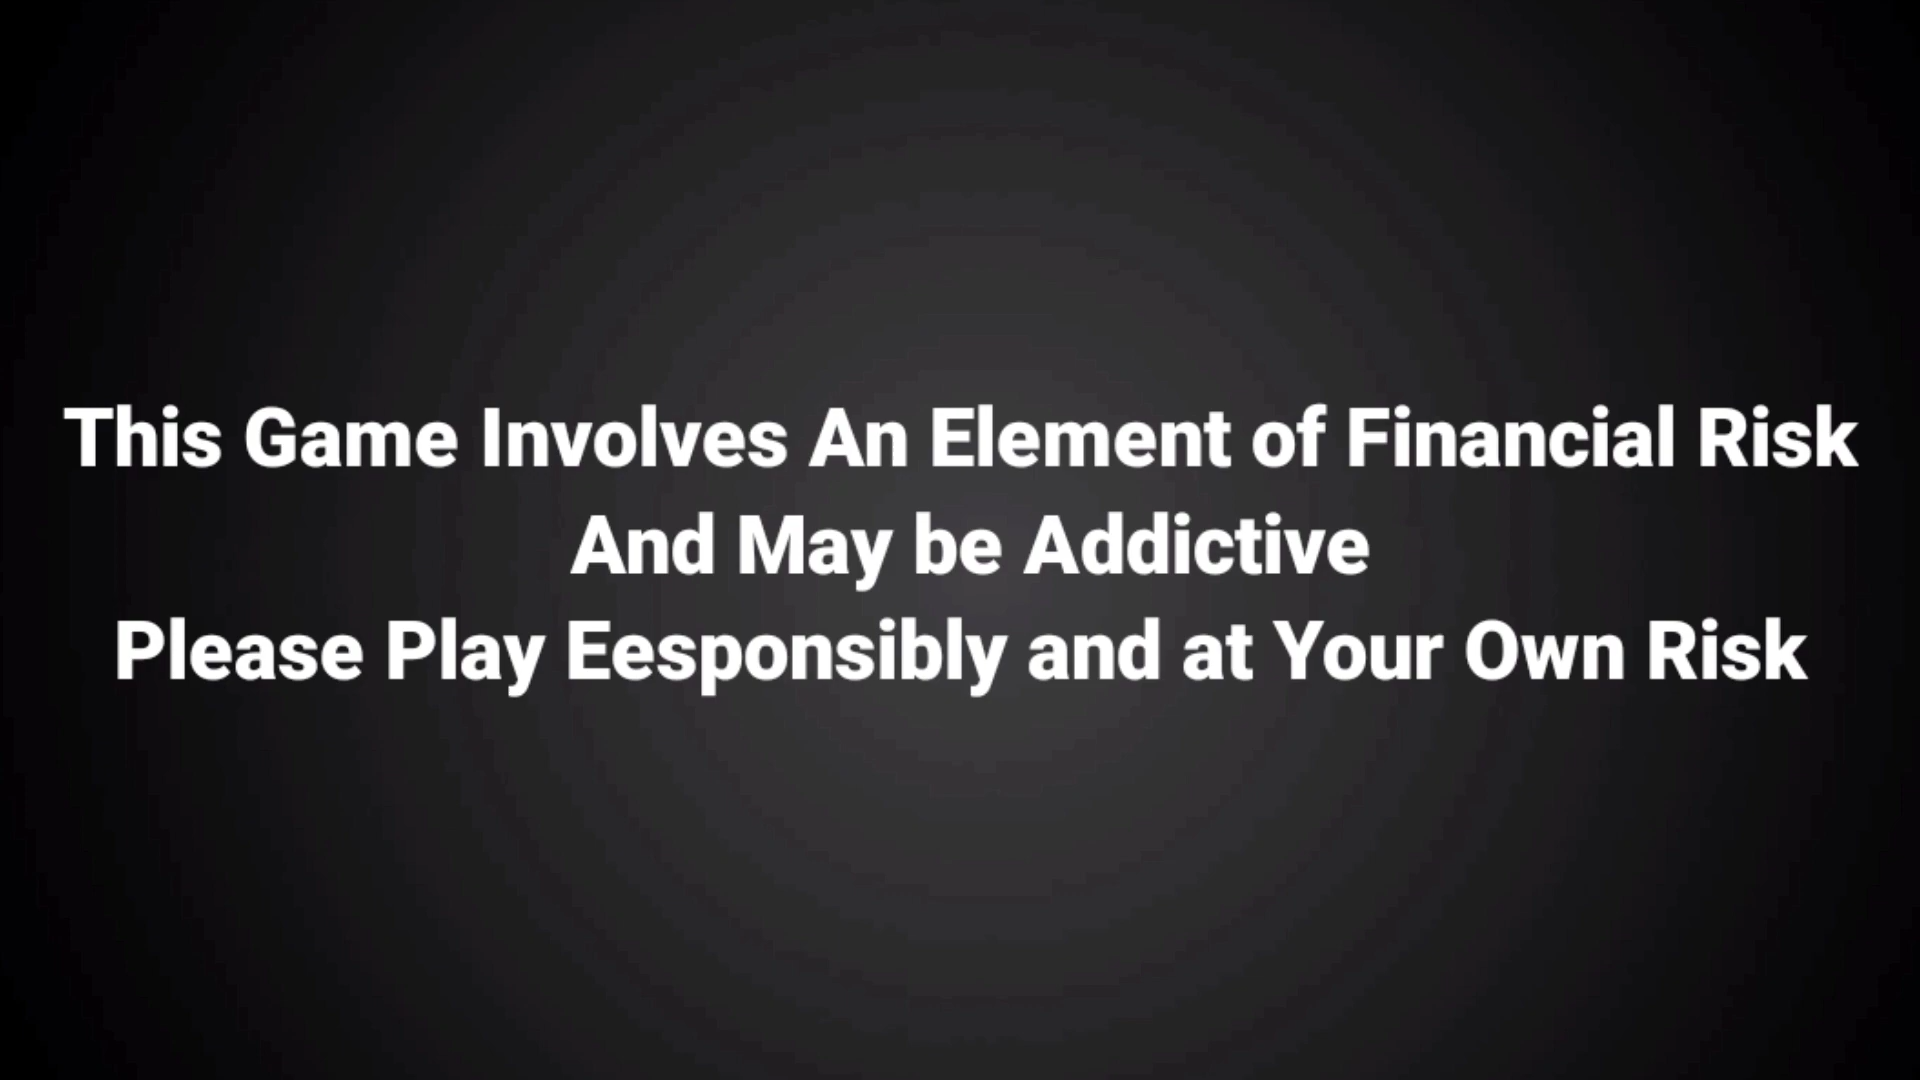 This Game Involves An Element of Financial Risk
And May be Addictive
Please Play Eesponsibly and at Your Own Risk